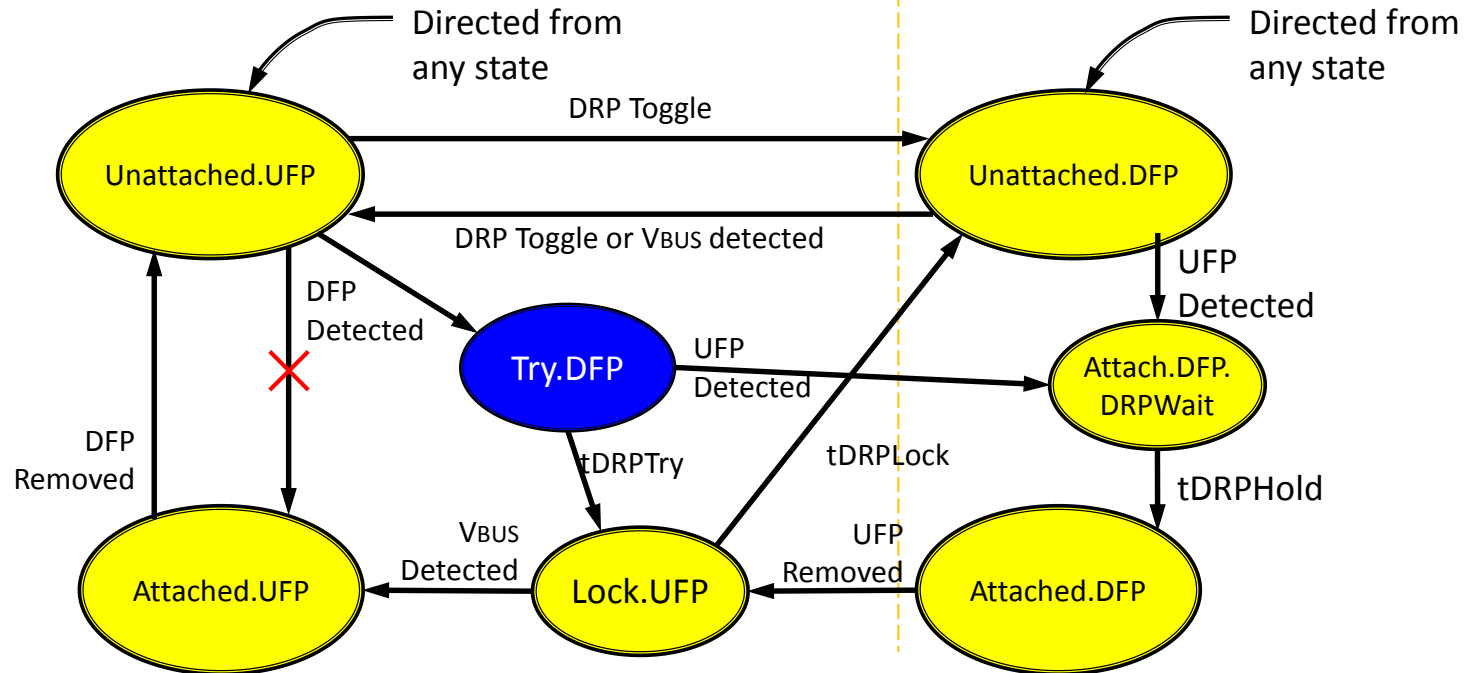 Directed from
any state
Directed from
any state
DRP Toggle
Unattached.UFP
Unattached.DFP
DRP Toggle or VBUS detected
UFP
Detected
DFP
Detected
Try.DFP
UFP
Detected
Attach.DFP.
DRPWait
DFP
Removed
tDRPTry
tDRPLock
tDRPHold
VBUS
Detected
UFP
Removed
Attached.UFP
Lock.UFP
Attached.DFP